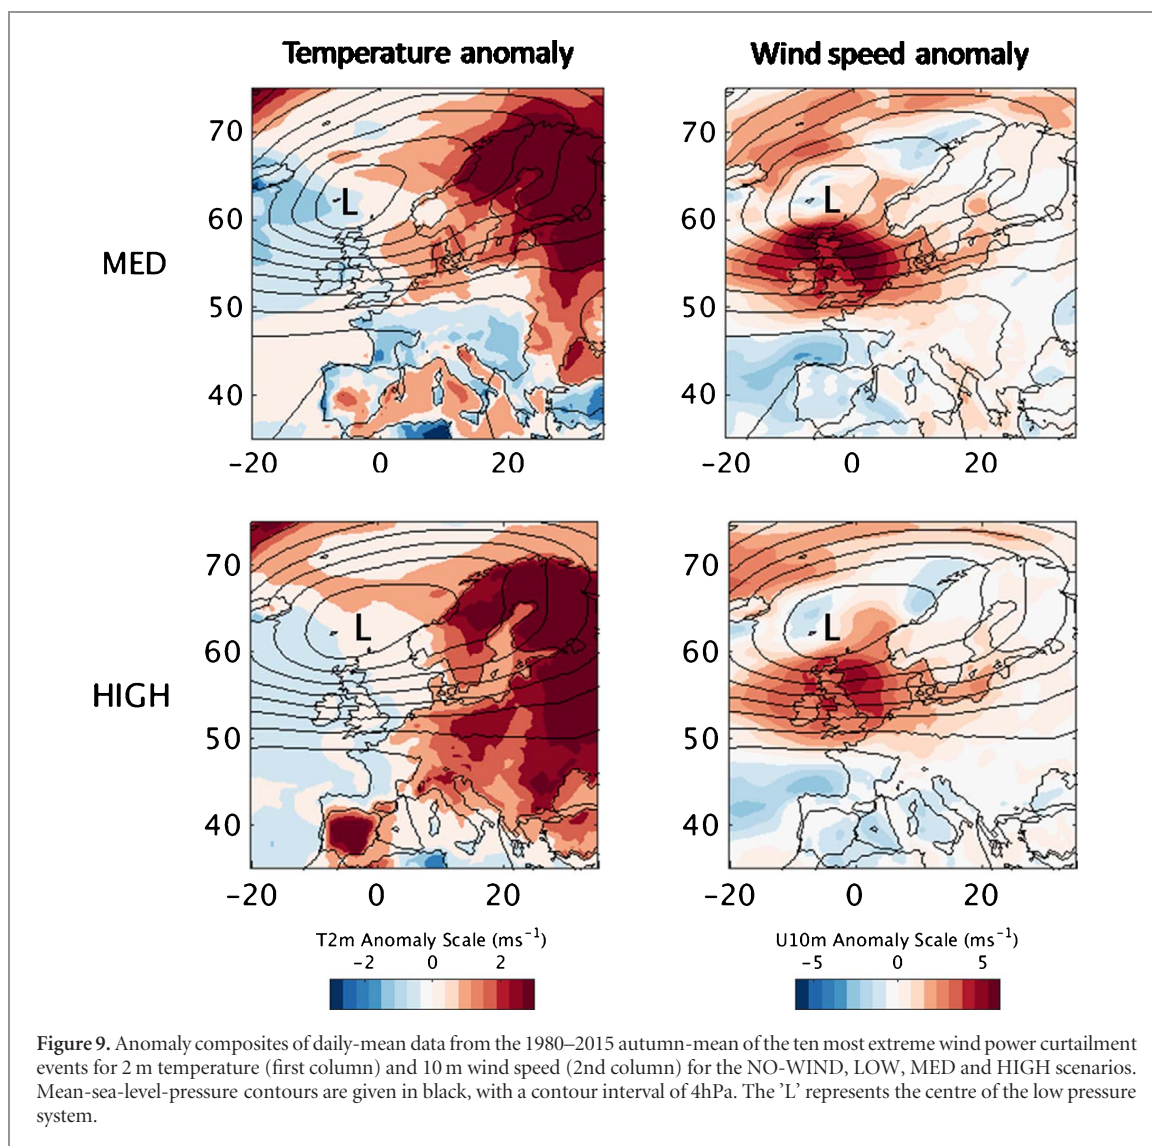 Temperature anomaly
Wind speed anomaly
MED
70
60
50
40
-20
0
20
L
70
60
50
40
-20
0
20
L
HIGH
70
60
50
40
-20
0
20
L
70
60
50
40
-20
0
20
L
T2m Anomaly Scale (ms⁻¹)
-2 0 2
U10m Anomaly Scale (ms⁻¹)
-5 0 5
Figure 9. Anomaly composites of daily-mean data from the 1980–2015 autumn-mean of the ten most extreme wind power curtailment
events for 2 m temperature (first column) and 10 m wind speed (2nd column) for the NO-WIND, LOW, MED and HIGH scenarios.
Mean-sea-level-pressure contours are given in black, with a contour interval of 4hPa. The 'L' represents the centre of the low pressure
system.